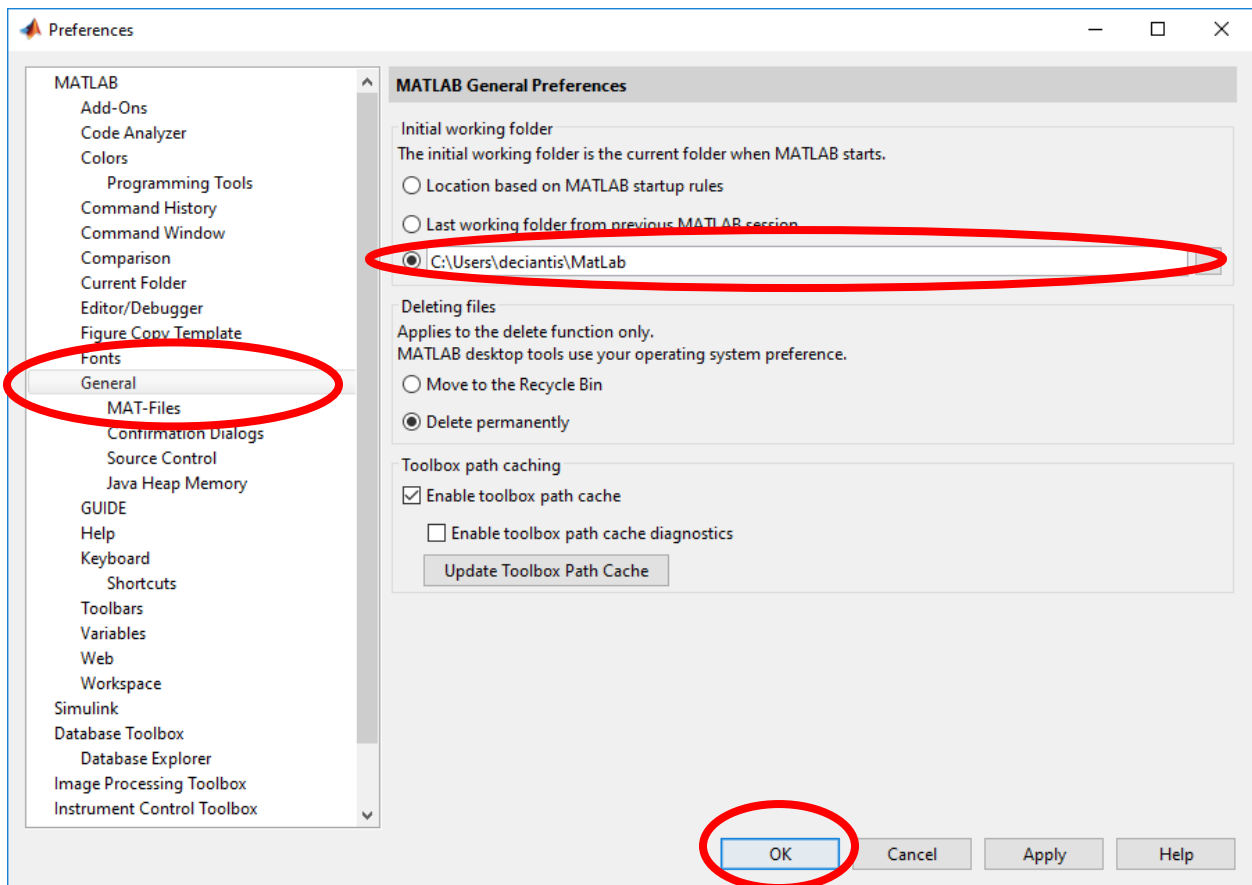 Preferences
MATLAB
Add-Ons
Code Analyzer
Colors
Programming Tools
Command History
Command Window
Comparison
Current Folder
Editor/Debugger
Figure Copy Template
Fonts
General
MAT-Files
Confirmation Dialogs
Source Control
Java Heap Memory
GUIDE
Help
Keyboard
Shortcuts
Toolbars
Variables
Web
Workspace
Simulink
Database Toolbox
Database Explorer
Image Processing Toolbox
Instrument Control Toolbox
MATLAB General Preferences
Initial working folder
The initial working folder is the current folder when MATLAB starts.
Location based on MATLAB startup rules
Last working folder from previous MATLAB session
C:\Users\deciantis\MatLab
Deleting files
Applies to the delete function only.
MATLAB desktop tools use your operating system preference.
Move to the Recycle Bin
Delete permanently
Toolbox path caching
Enable toolbox path cache
Enable toolbox path cache diagnostics
Update Toolbox Path Cache
OK
Cancel
Apply
Help